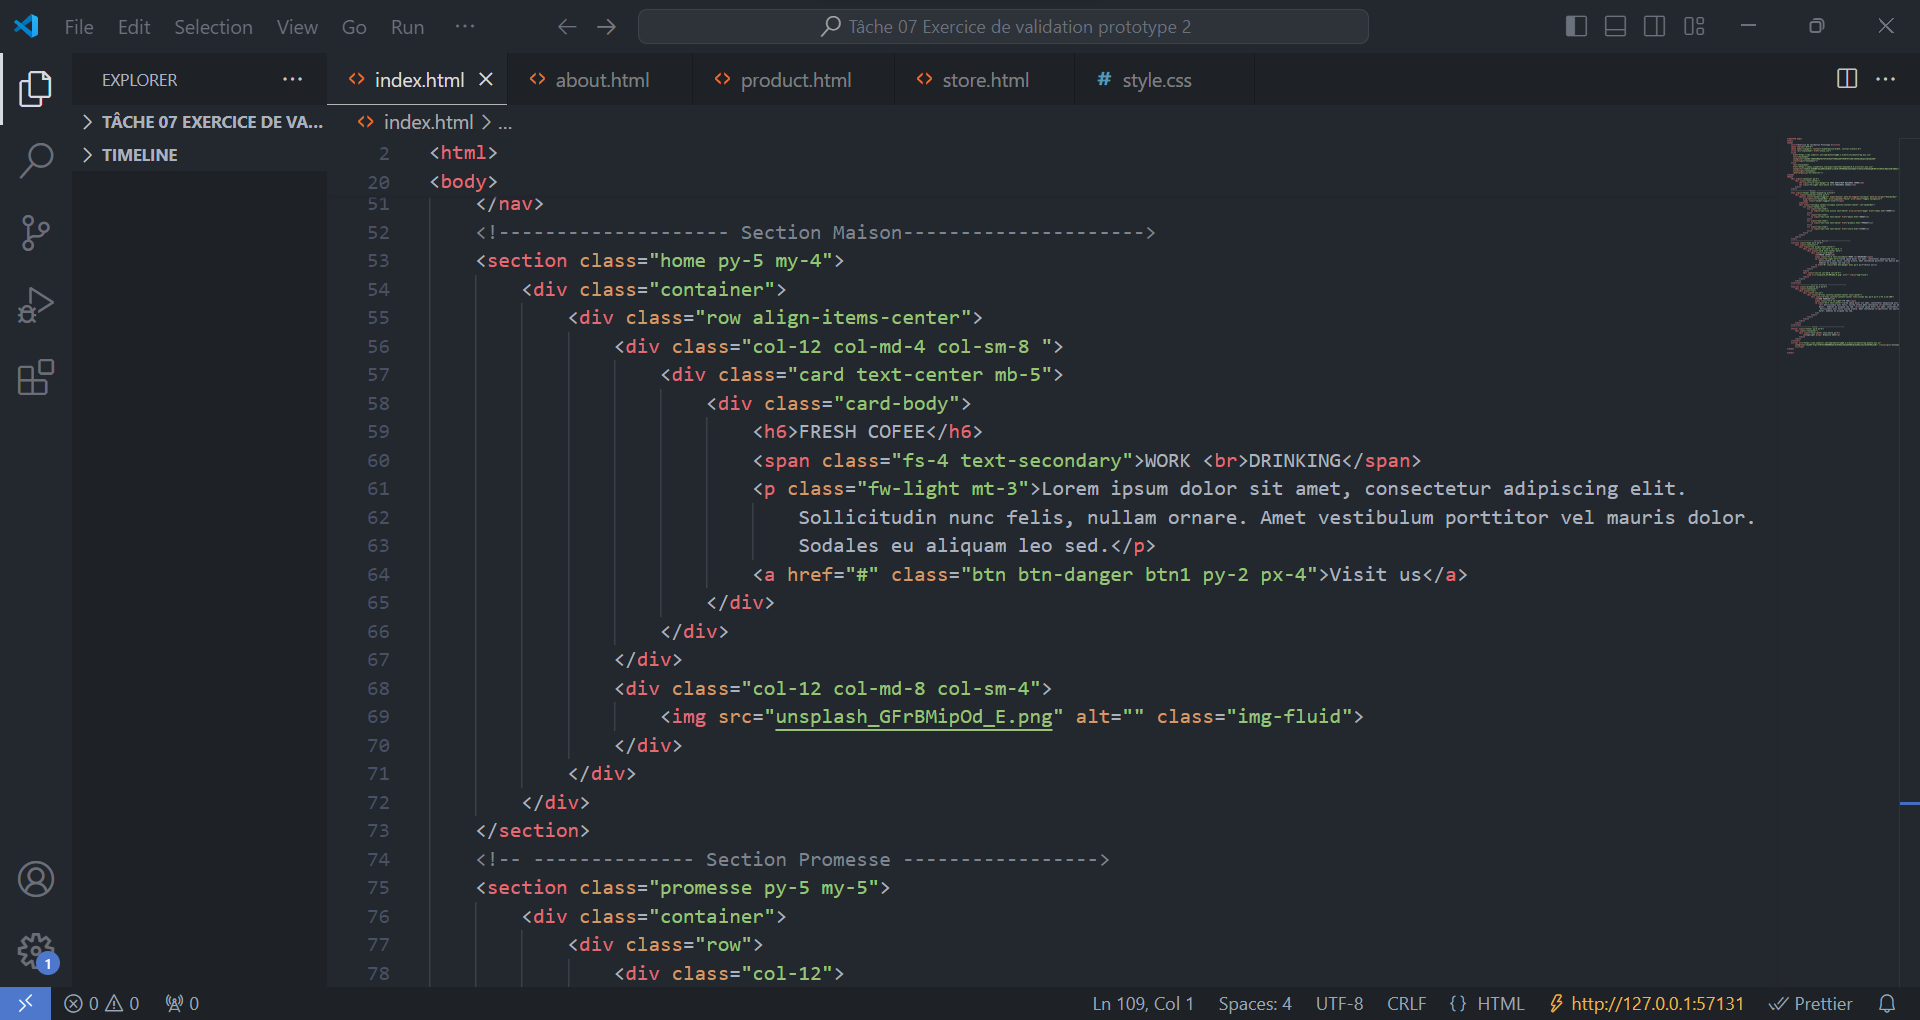 File Edit Selection View Go Run ··· Tâche 07 Exercice de validation prototype 2
EXPLORER ··· <> index.html <> about.html <> product.html <> store.html # style.css
TÂCHE 07 EXERCICE DE VA...
TIMELINE
<> index.html > ...
2 <html>
20 <body>
51 </nav>
52 <!-------------------- Section Maison--------------------->
53 <section class="home py-5 my-4">
54 <div class="container">
55 <div class="row align-items-center">
56 <div class="col-12 col-md-4 col-sm-8 ">
57 <div class="card text-center mb-5">
58 <div class="card-body">
59 <h6>FRESH COFEE</h6>
60 <span class="fs-4 text-secondary">WORK <br>DRINKING</span>
61 <p class="fw-light mt-3">Lorem ipsum dolor sit amet, consectetur adipiscing elit.
62 Sollicitudin nunc felis, nullam ornare. Amet vestibulum porttitor vel mauris dolor.
63 Sodales eu aliquam leo sed.</p>
64 <a href="#" class="btn btn-danger btn1 py-2 px-4">Visit us</a>
65 </div>
66 </div>
67 </div>
68 <div class="col-12 col-md-8 col-sm-4">
69 <img src="unsplash_GFrBMipOd_E.png" alt="" class="img-fluid">
70 </div>
71 </div>
72 </div>
73 </section>
74 <!-- -------------- Section Promesse ----------------->
75 <section class="promesse py-5 my-5">
76 <div class="container">
77 <div class="row">
78 <div class="col-12">
1
0 0 0 Ln 109, Col 1 Spaces: 4 UTF-8 CRLF {} HTML http://127.0.0.1:57131 Prettier